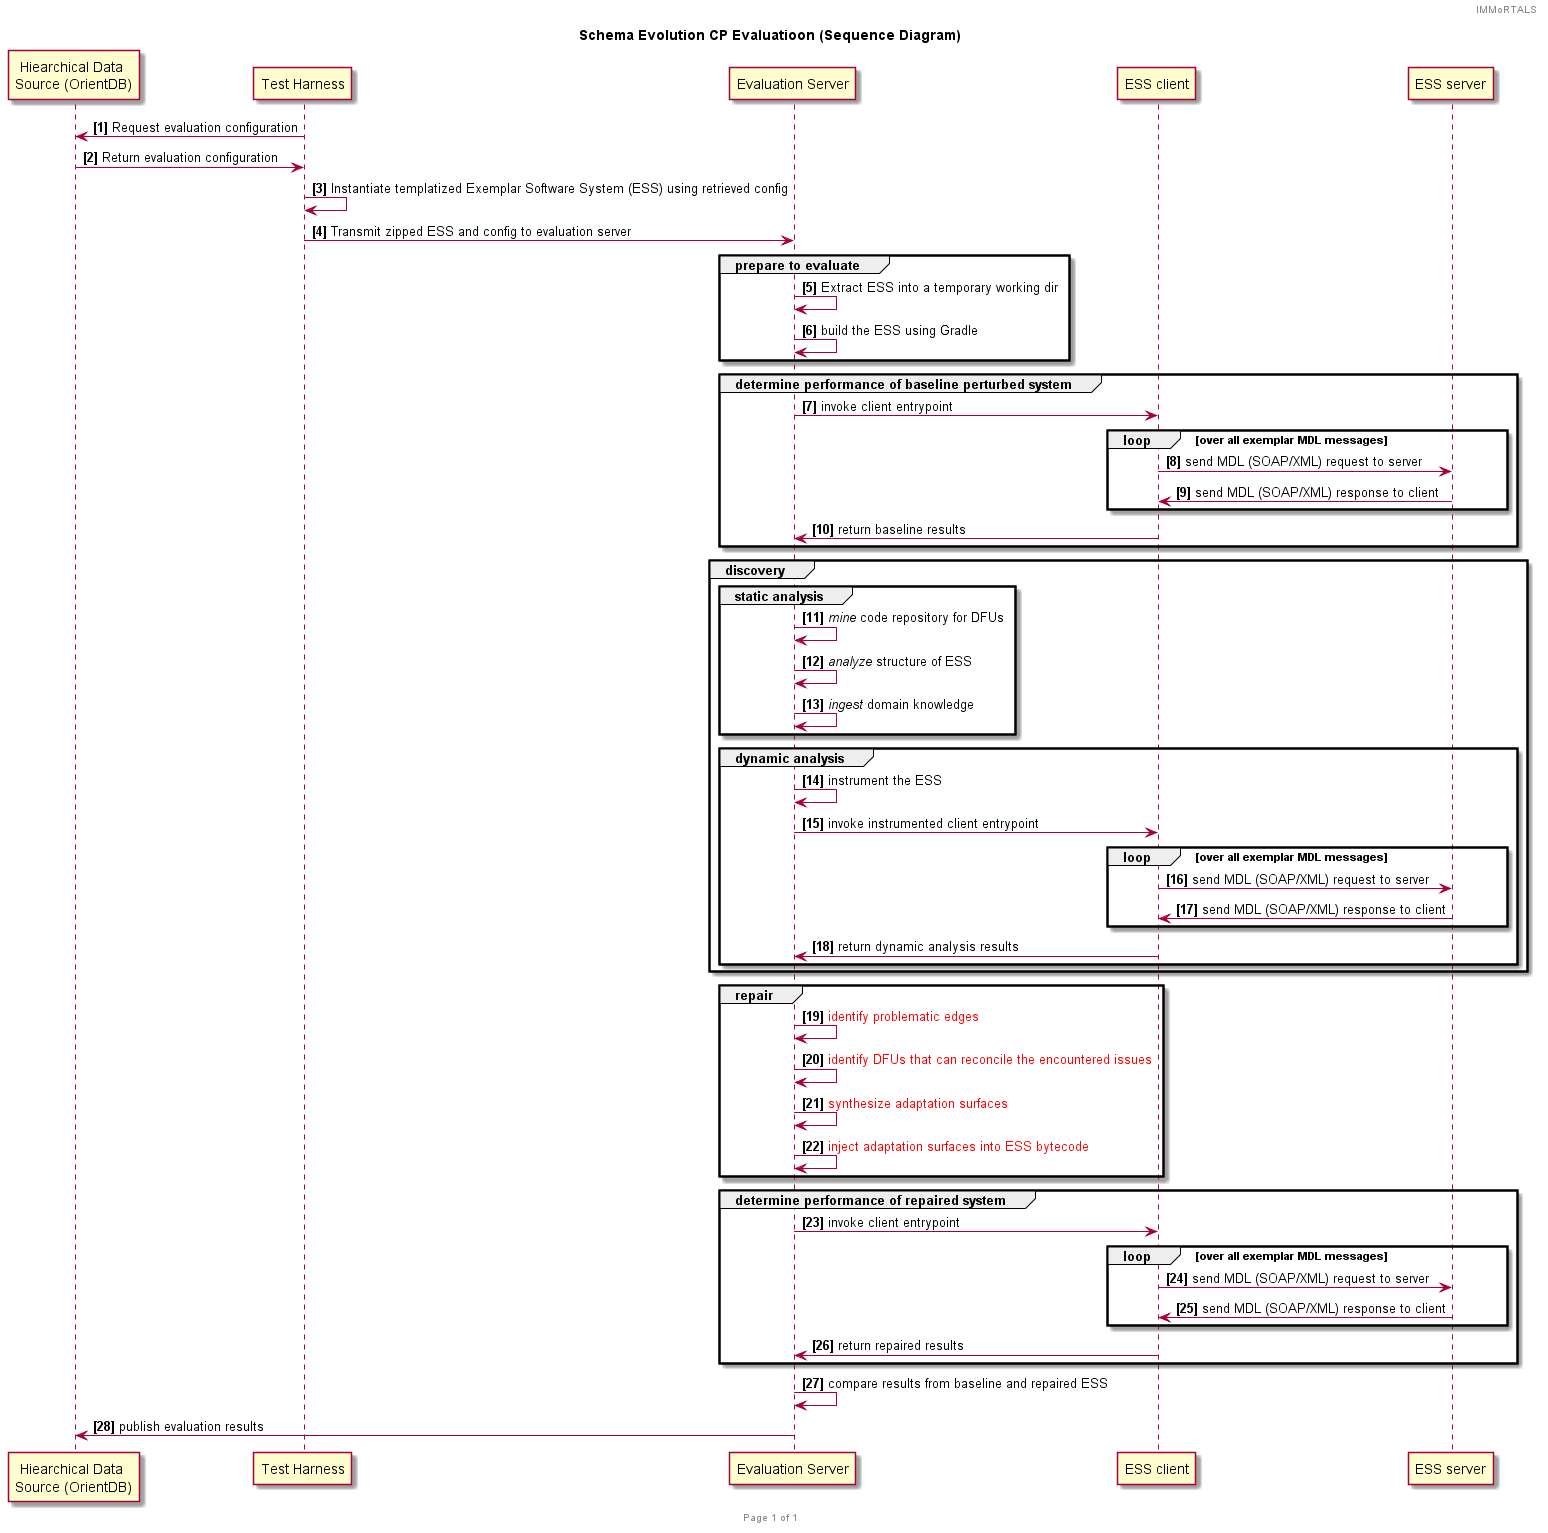 IMMoRTALS
Schema Evolution CP Evaluatioon (Sequence Diagram)
Hiearchical Data
Source (OrientDB)
Test Harness
Evaluation Server
ESS client
ESS server
[1] Request evaluation configuration
[2] Return evaluation configuration
[3] Instantiate templatized Exemplar Software System (ESS) using retrieved config
[4] Transmit zipped ESS and config to evaluation server
prepare to evaluate
[5] Extract ESS into a temporary working dir
[6] build the ESS using Gradle
determine performance of baseline perturbed system
[7] invoke client entrypoint
loop [over all exemplar MDL messages]
[8] send MDL (SOAP/XML) request to server
[9] send MDL (SOAP/XML) response to client
[10] return baseline results
discovery
static analysis
[11] mine code repository for DFUs
[12] analyze structure of ESS
[13] ingest domain knowledge
dynamic analysis
[14] instrument the ESS
[15] invoke instrumented client entrypoint
loop [over all exemplar MDL messages]
[16] send MDL (SOAP/XML) request to server
[17] send MDL (SOAP/XML) response to client
[18] return dynamic analysis results
repair
[19] identify problematic edges
[20] identify DFUs that can reconcile the encountered issues
[21] synthesize adaptation surfaces
[22] inject adaptation surfaces into ESS bytecode
determine performance of repaired system
[23] invoke client entrypoint
loop [over all exemplar MDL messages]
[24] send MDL (SOAP/XML) request to server
[25] send MDL (SOAP/XML) response to client
[26] return repaired results
[27] compare results from baseline and repaired ESS
[28] publish evaluation results
Hiearchical Data
Source (OrientDB)
Test Harness
Evaluation Server
ESS client
ESS server
Page 1 of 1